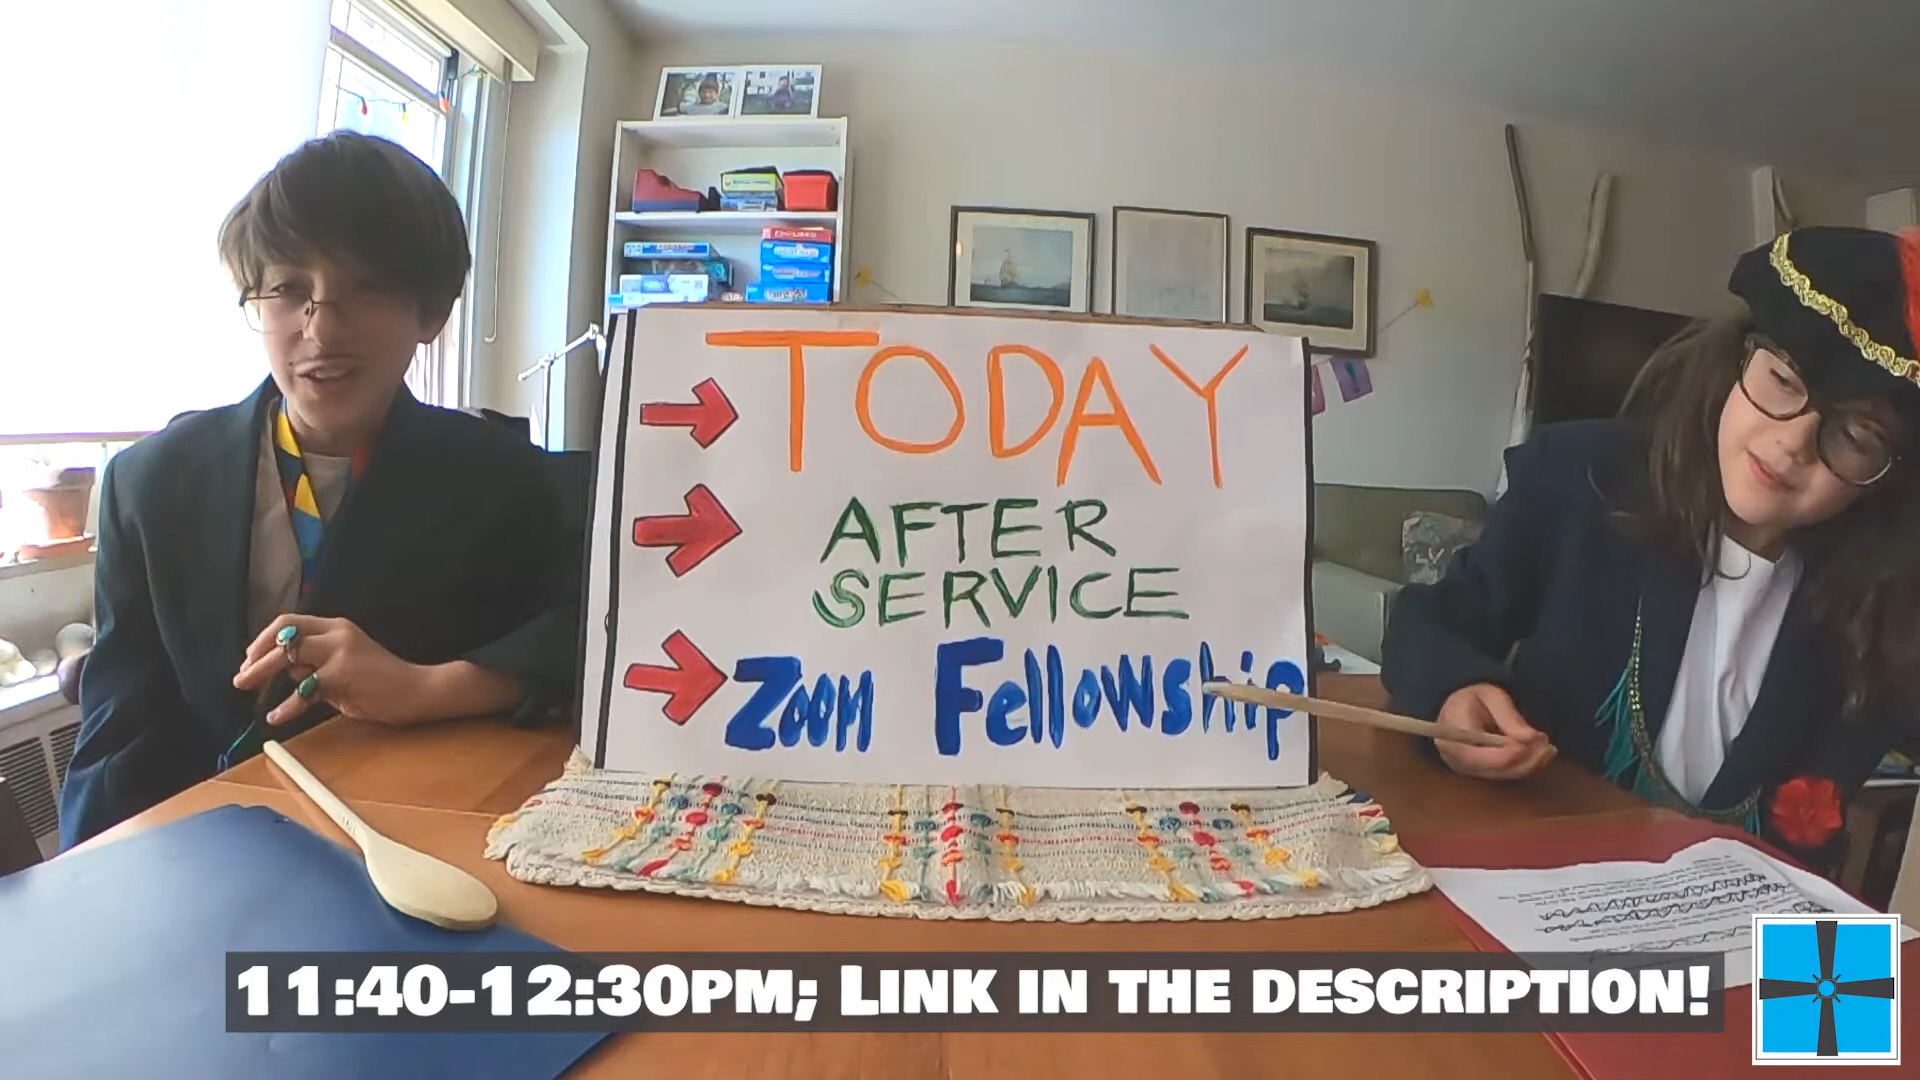 TODAY
AFTER
SERVICE
Zoom Fellowship
11:40-12:30PM; LINK IN THE DESCRIPTION!